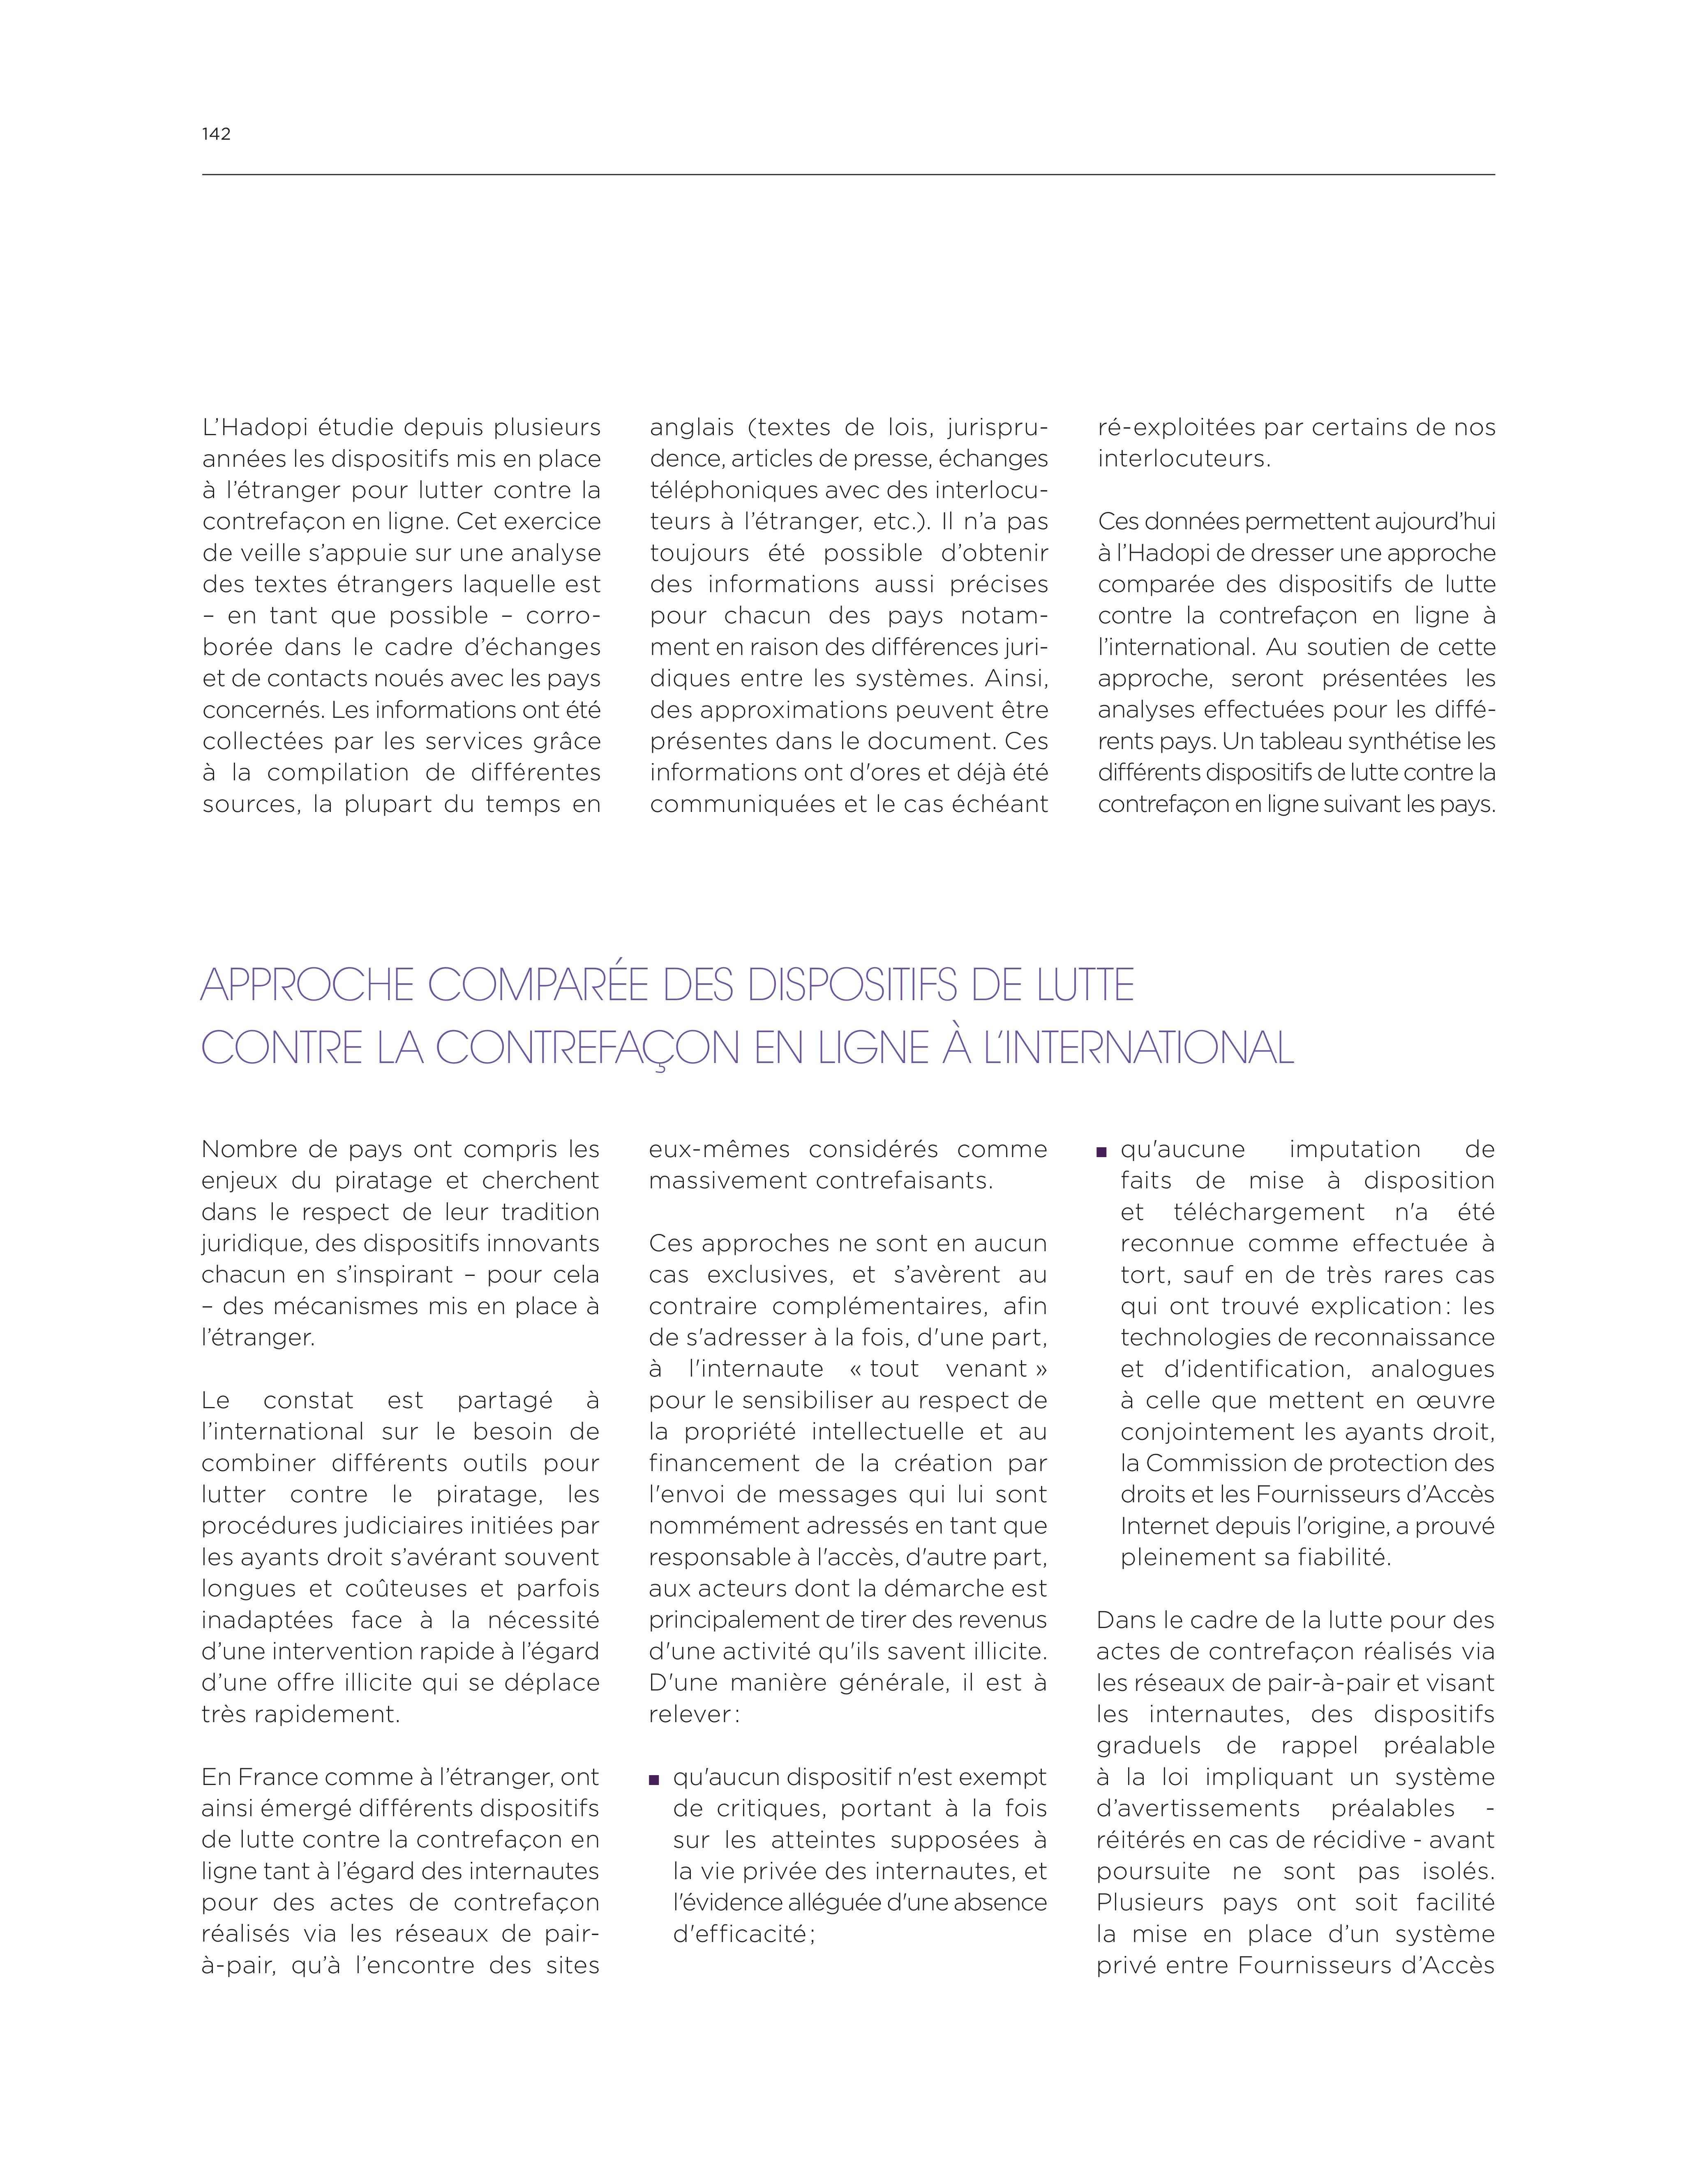 142
L’Hadopi étudie depuis plusieurs
années les dispositifs mis en place
à l’étranger pour lutter contre la
contrefaçon en ligne. Cet exercice
de veille s’appuie sur une analyse
des textes étrangers laquelle est
– en tant que possible – corro-
borée dans le cadre d’échanges
et de contacts noués avec les pays
concernés. Les informations ont été
collectées par les services grâce
à la compilation de différentes
sources, la plupart du temps en
anglais (textes de lois, jurispru-
dence, articles de presse, échanges
téléphoniques avec des interlocu-
teurs à l’étranger, etc.). Il n’a pas
toujours été possible d’obtenir
des informations aussi précises
pour chacun des pays notam-
ment en raison des différences juri-
diques entre les systèmes. Ainsi,
des approximations peuvent être
présentes dans le document. Ces
informations ont d'ores et déjà été
communiquées et le cas échéant
ré-exploitées par certains de nos
interlocuteurs.
Ces données permettent aujourd’hui
à l’Hadopi de dresser une approche
comparée des dispositifs de lutte
contre la contrefaçon en ligne à
l’international. Au soutien de cette
approche, seront présentées les
analyses effectuées pour les diffé-
rents pays. Un tableau synthétise les
différents dispositifs de lutte contre la
contrefaçon en ligne suivant les pays.
APPROCHE COMPARÉE DES DISPOSITIFS DE LUTTE
CONTRE LA CONTREFAÇON EN LIGNE À L’INTERNATIONAL
Nombre de pays ont compris les
enjeux du piratage et cherchent
dans le respect de leur tradition
juridique, des dispositifs innovants
chacun en s’inspirant – pour cela
– des mécanismes mis en place à
l’étranger.
Le constat est partagé à
l’international sur le besoin de
combiner différents outils pour
lutter contre le piratage, les
procédures judiciaires initiées par
les ayants droit s’avérant souvent
longues et coûteuses et parfois
inadaptées face à la nécessité
d’une intervention rapide à l’égard
d’une offre illicite qui se déplace
très rapidement.
En France comme à l’étranger, ont
ainsi émergé différents dispositifs
de lutte contre la contrefaçon en
ligne tant à l’égard des internautes
pour des actes de contrefaçon
réalisés via les réseaux de pair-
à-pair, qu’à l’encontre des sites
eux-mêmes considérés comme
massivement contrefaisants.
Ces approches ne sont en aucun
cas exclusives, et s’avèrent au
contraire complémentaires, afin
de s'adresser à la fois, d'une part,
à l'internaute « tout venant »
pour le sensibiliser au respect de
la propriété intellectuelle et au
financement de la création par
l'envoi de messages qui lui sont
nommément adressés en tant que
responsable à l'accès, d'autre part,
aux acteurs dont la démarche est
principalement de tirer des revenus
d'une activité qu'ils savent illicite.
D'une manière générale, il est à
relever :
■ qu'aucun dispositif n'est exempt
de critiques, portant à la fois
sur les atteintes supposées à
la vie privée des internautes, et
l'évidence alléguée d'une absence
d'efficacité ;
■ qu'aucune imputation de
faits de mise à disposition
et téléchargement n'a été
reconnue comme effectuée à
tort, sauf en de très rares cas
qui ont trouvé explication : les
technologies de reconnaissance
et d'identification, analogues
à celle que mettent en œuvre
conjointement les ayants droit,
la Commission de protection des
droits et les Fournisseurs d’Accès
Internet depuis l'origine, a prouvé
pleinement sa fiabilité.
Dans le cadre de la lutte pour des
actes de contrefaçon réalisés via
les réseaux de pair-à-pair et visant
les internautes, des dispositifs
graduels de rappel préalable
à la loi impliquant un système
d’avertissements préalables -
réitérés en cas de récidive - avant
poursuite ne sont pas isolés.
Plusieurs pays ont soit facilité
la mise en place d’un système
privé entre Fournisseurs d’Accès